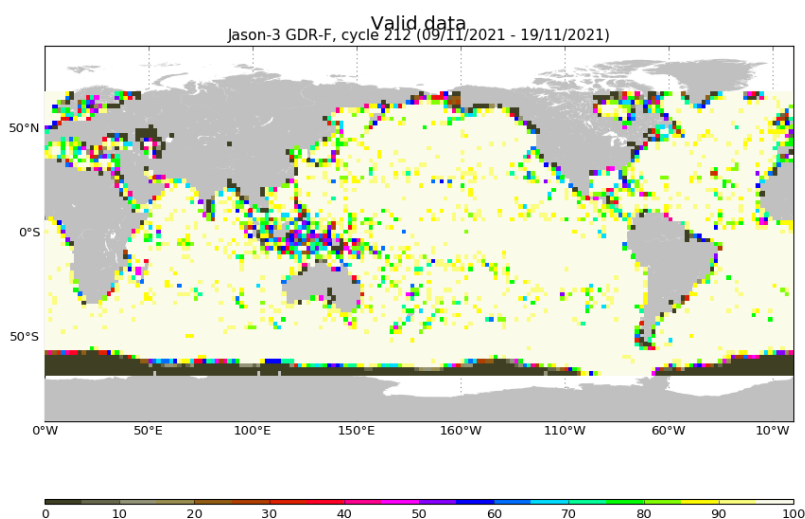 Valid data
Jason-3 GDR-F, cycle 212 (09/11/2021 - 19/11/2021)
50°N
0°S
50°S
0°W 50°E 100°E 150°E 160°W 110°W 60°W 10°W
0 10 20 30 40 50 60 70 80 90 100